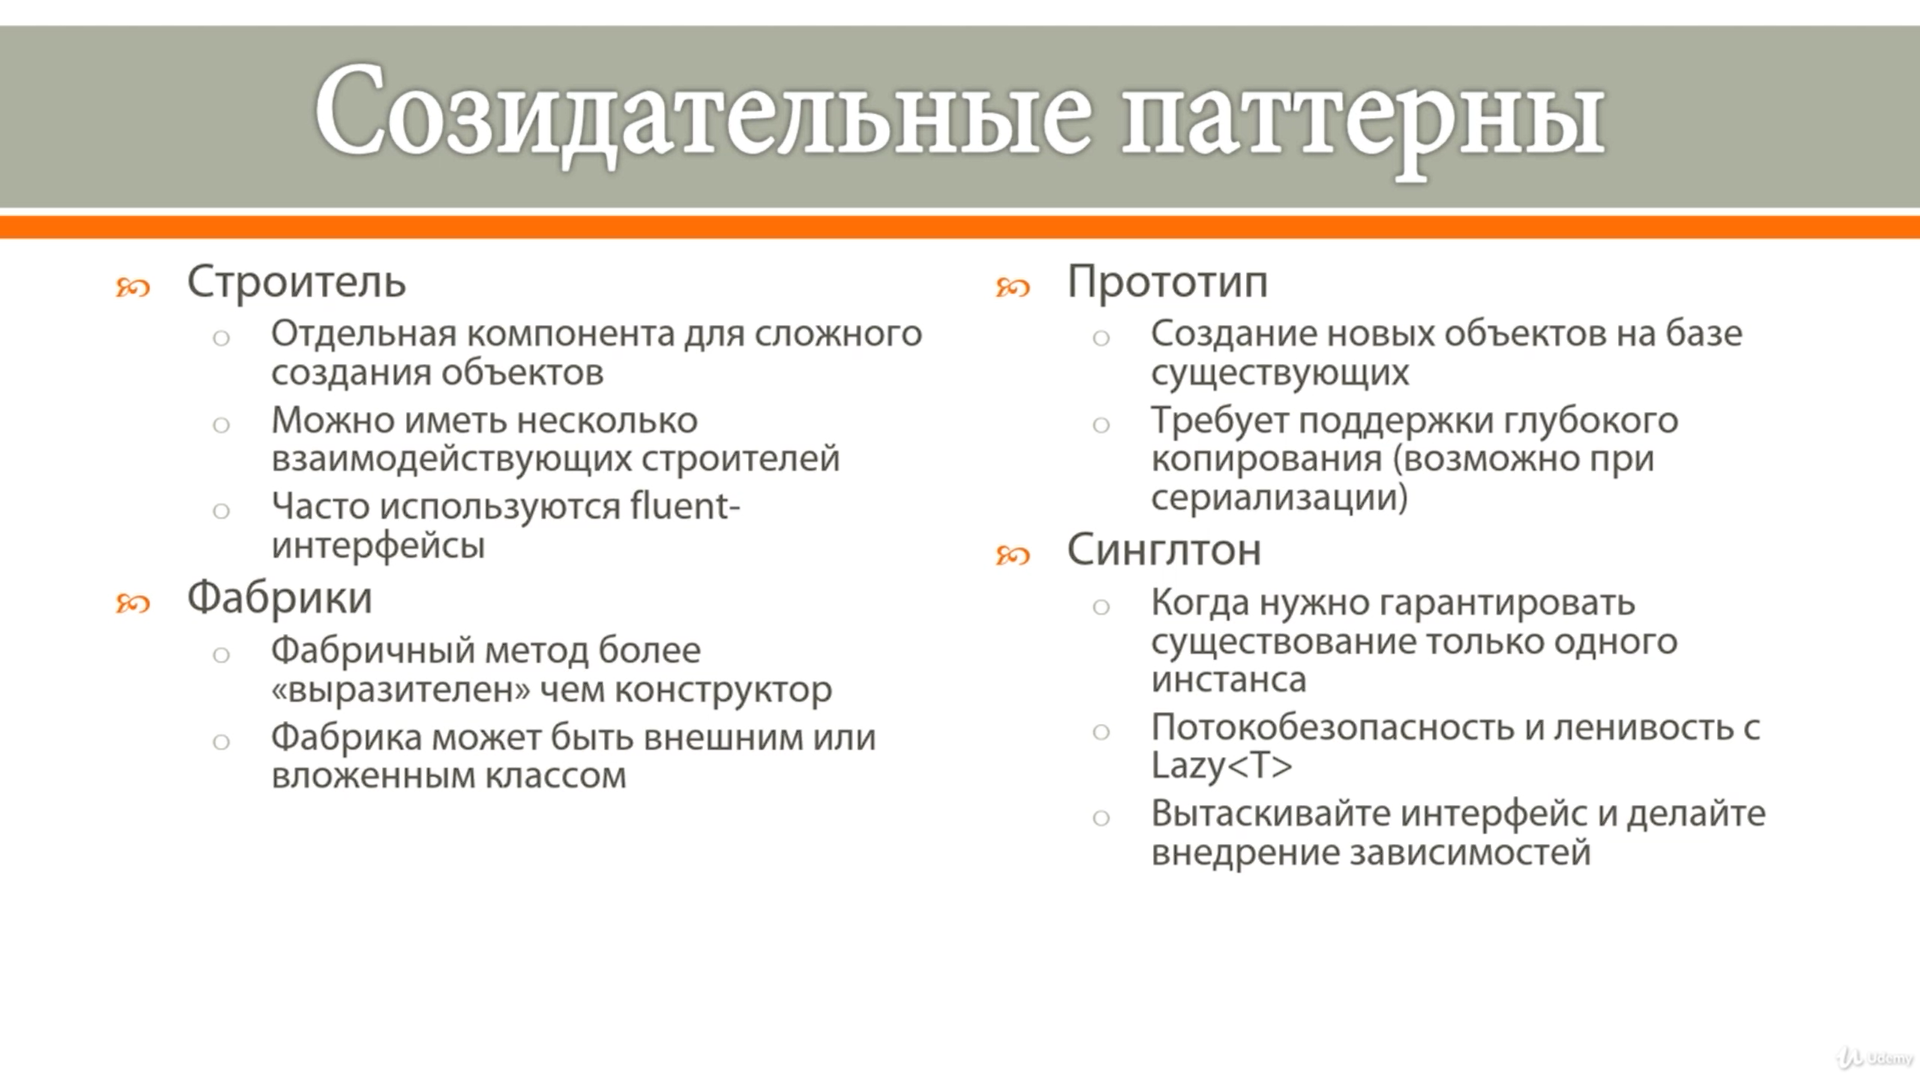 Созидательные паттерны
Строитель
Отдельная компонента для сложного
создания объектов
Можно иметь несколько
взаимодействующих строителей
Часто используются fluent-
интерфейсы
Фабрики
Фабричный метод более
«выразителен» чем конструктор
Фабрика может быть внешним или
вложенным классом
Прототип
Создание новых объектов на базе
существующих
Требует поддержки глубокого
копирования (возможно при
сериализации)
Синглтон
Когда нужно гарантировать
существование только одного
инстанса
Потокобезопасность и ленивость с
Lazy<T>
Вытаскивайте интерфейс и делайте
внедрение зависимостей
Udemy